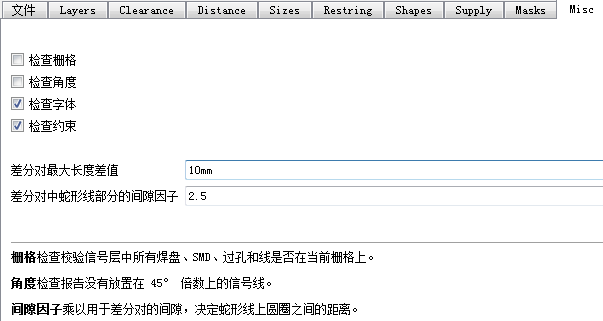 文件 Layers Clearance Distance Sizes Restring Shapes Supply Masks Misc
检查栅格
检查角度
检查字体
检查约束
差分对最大长度差值 10mm
差分对中蛇形线部分的间隙因子 2.5
栅格检查校验信号层中所有焊盘、SMD、过孔和线是否在当前栅格上。
角度检查报告没有放置在 45° 倍数上的信号线。
间隙因子乘以用于差分对的间隙，决定蛇形线上圆圈之间的距离。